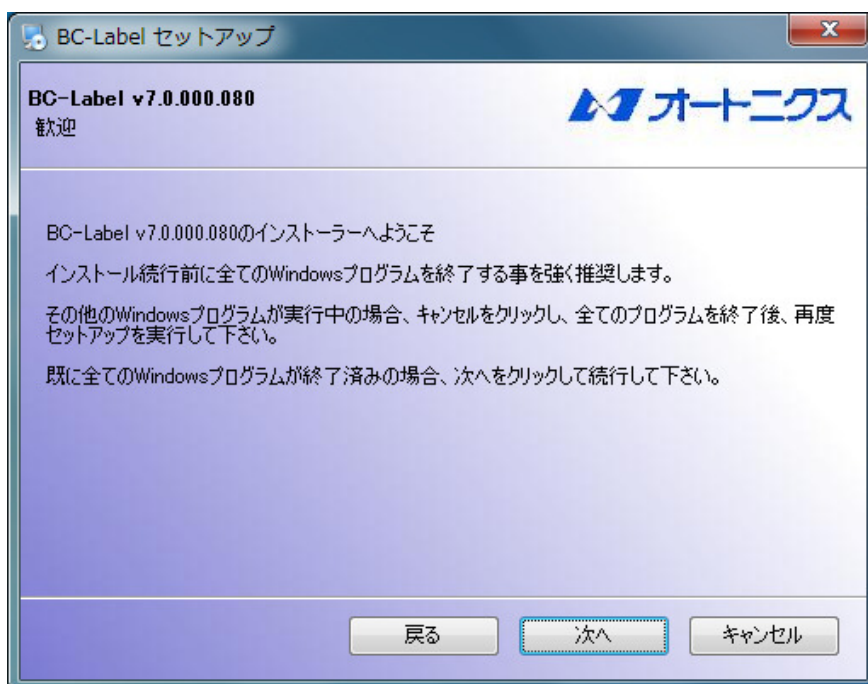 BC-Label セットアップ
BC-Label v7.0.000.080
歓迎
オートニクス
BC-Label v7.0.000.080のインストーラーへようこそ
インストール続行前に全てのWindowsプログラムを終了する事を強く推奨します。
その他のWindowsプログラムが実行中の場合、キャンセルをクリックし、全てのプログラムを終了後、再度
セットアップを実行して下さい。
既に全てのWindowsプログラムが終了済みの場合、次へをクリックして続行して下さい。
戻る
次へ
キャンセル